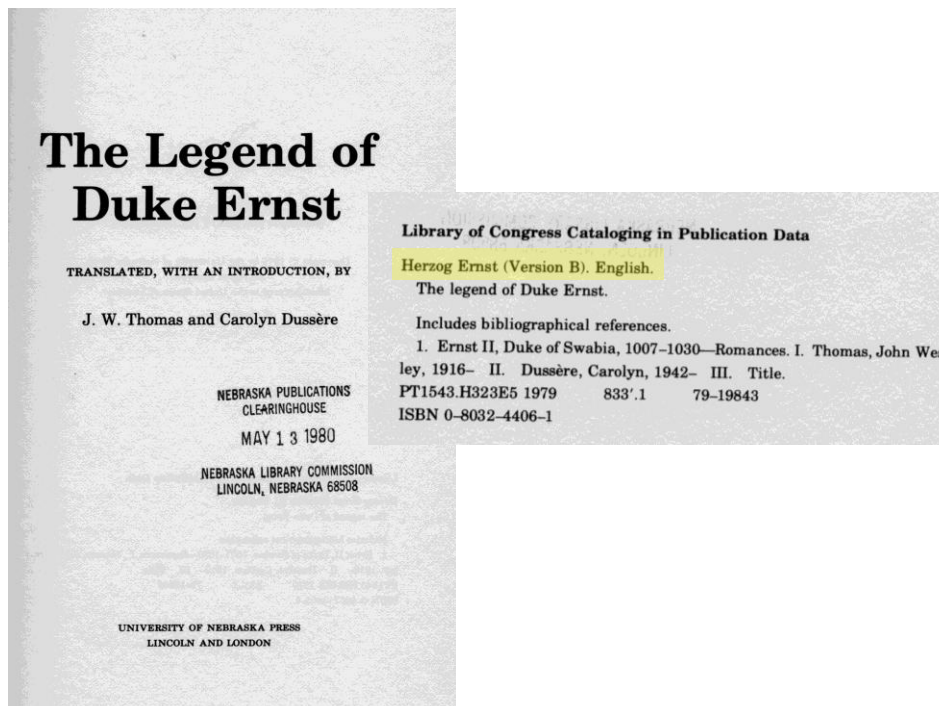 The Legend of
Duke Ernst
TRANSLATED, WITH AN INTRODUCTION, BY
J. W. Thomas and Carolyn Dussère
NEBRASKA PUBLICATIONS
CLEARINGHOUSE
MAY 13 1980
NEBRASKA LIBRARY COMMISSION
LINCOLN, NEBRASKA 68508
UNIVERSITY OF NEBRASKA PRESS
LINCOLN AND LONDON
Library of Congress Cataloging in Publication Data
Herzog Ernst (Version B). English.
The legend of Duke Ernst.
Includes bibliographical references.
1. Ernst II, Duke of Swabia, 1007–1030—Romances. I. Thomas, John Wes
ley, 1916– II. Dussère, Carolyn, 1942– III. Title.
PT1543.H323E5 1979 833'.1 79-19843
ISBN 0-8032-4406-1